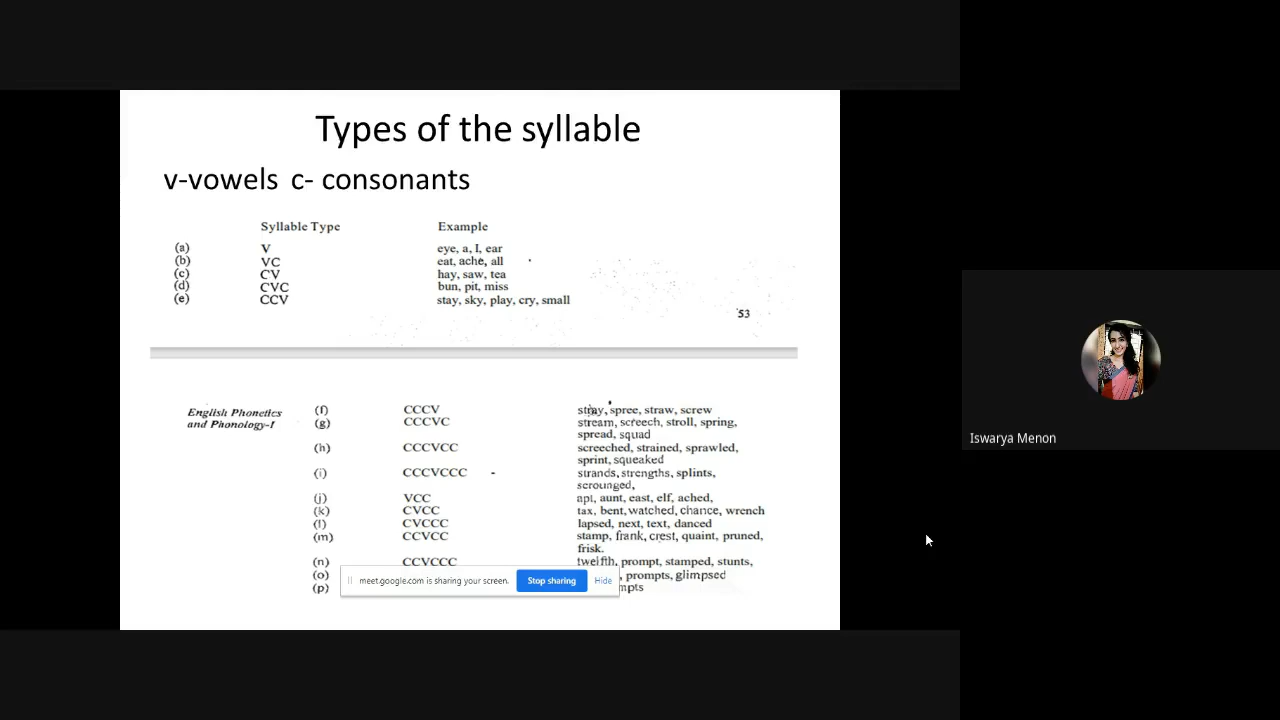 Types of the syllable
v-vowels c- consonants
Syllable Type Example
(a) V eye, a, I, ear
(b) VC eat, ache, all
(c) CV hay, saw, tea
(d) CVC bun, pit, miss
(e) CCV stay, sky, play, cry, small
53
English Phonetics
and Phonology-I
(f) CCCV stray, spree, straw, screw
(g) CCCVC stream, screech, stroll, spring,
spread, squad
(h) CCCVCC screeched, strained, sprawled,
sprint, squeaked
(i) CCCVCCC - strands, strengths, splints,
scrounged,
(j) VCC apt, aunt, east, elf, ached,
(k) CVCC tax, bent, watched, chance, wrench
(l) CVCCC lapsed, next, text, danced
(m) CCVCC stamp, frank, crest, quaint, pruned,
frisk.
(n) CCVCCC twelfth, prompt, stamped, stunts,
(o) , prompts, glimpsed
(p) mpts
meet.google.com is sharing your screen. Stop sharing Hide
Iswarya Menon